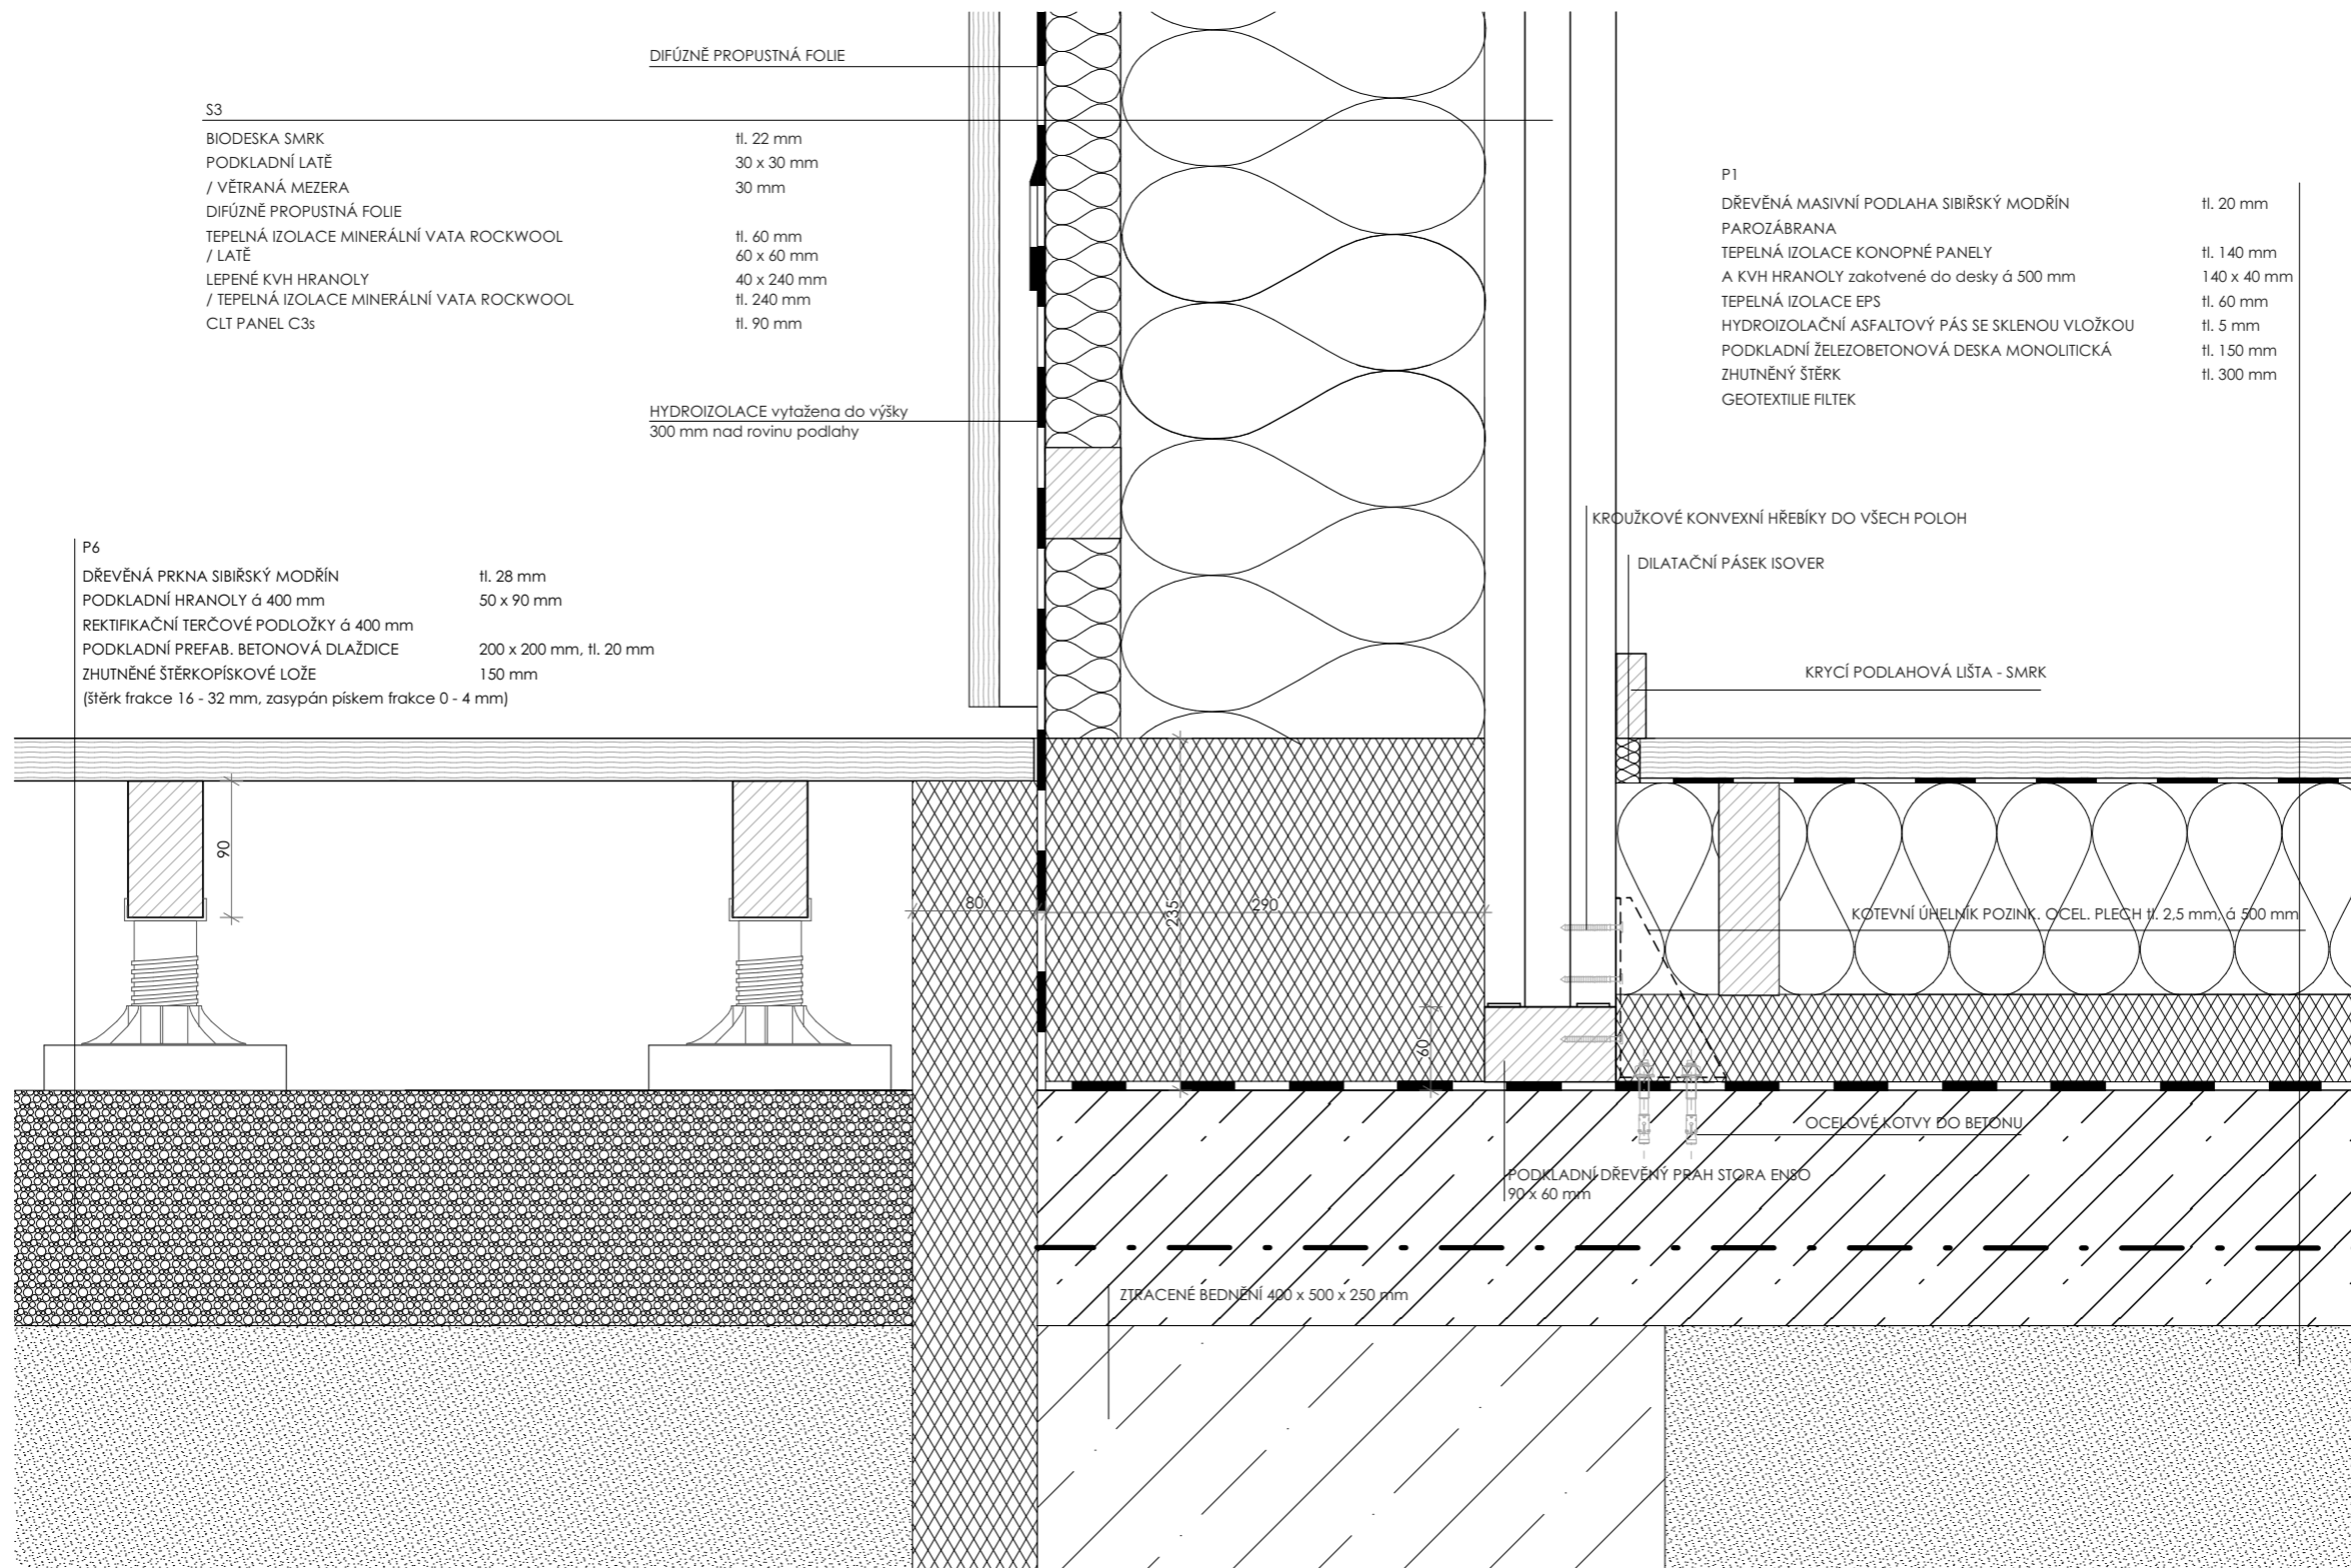 DIFÚZNĚ PROPUSTNÁ FOLIE
S3
BIODESKA SMRK tl. 22 mm
PODKLADNÍ LATĚ 30 x 30 mm
/ VĚTRANÁ MEZERA 30 mm
DIFÚZNĚ PROPUSTNÁ FOLIE
TEPELNÁ IZOLACE MINERÁLNÍ VATA ROCKWOOL tl. 60 mm
/ LATĚ 60 x 60 mm
LEPENÉ KVH HRANOLY 40 x 240 mm
/ TEPELNÁ IZOLACE MINERÁLNÍ VATA ROCKWOOL tl. 240 mm
CLT PANEL C3s tl. 90 mm
P1
DŘEVĚNÁ MASIVNÍ PODLAHA SIBIŘSKÝ MODŘÍN tl. 20 mm
PAROZÁBRANA
TEPELNÁ IZOLACE KONOPNÉ PANELY tl. 140 mm
A KVH HRANOLY zakotvené do desky á 500 mm 140 x 40 mm
TEPELNÁ IZOLACE EPS tl. 60 mm
HYDROIZOLAČNÍ ASFALTOVÝ PÁS SE SKLENOU VLOŽKOU tl. 5 mm
PODKLADNÍ ŽELEZOBETONOVÁ DESKA MONOLITICKÁ tl. 150 mm
ZHUTNĚNÝ ŠTĚRK tl. 300 mm
GEOTEXTILIE FILTEK
HYDROIZOLACE vytažena do výšky
300 mm nad rovinu podlahy
KROUŽKOVÉ KONVEXNÍ HŘEBÍKY DO VŠECH POLOH
DILATAČNÍ PÁSEK ISOVER
P6
DŘEVĚNÁ PRKNA SIBIŘSKÝ MODŘÍN tl. 28 mm
PODKLADNÍ HRANOLY á 400 mm 50 x 90 mm
REKTIFIKAČNÍ TERČOVÉ PODLOŽKY á 400 mm
PODKLADNÍ PREFAB. BETONOVÁ DLAŽDICE 200 x 200 mm, tl. 20 mm
ZHUTNĚNÉ ŠTĚRKOPÍSKOVÉ LOŽE 150 mm
(štěrk frakce 16 - 32 mm, zasypán pískem frakce 0 - 4 mm)
KRYCÍ PODLAHOVÁ LIŠTA - SMRK
90
80
235
290
KOTEVNÍ ÚHELNÍK POZINK. OCEL. PLECH tl. 2,5 mm, á 500 mm
60
OCELOVÉ KOTVY DO BETONU
PODKLADNÍ DŘEVĚNÝ PRAH STORA ENSO
90 x 60 mm
ZTRACENÉ BEDNĚNÍ 400 x 500 x 250 mm